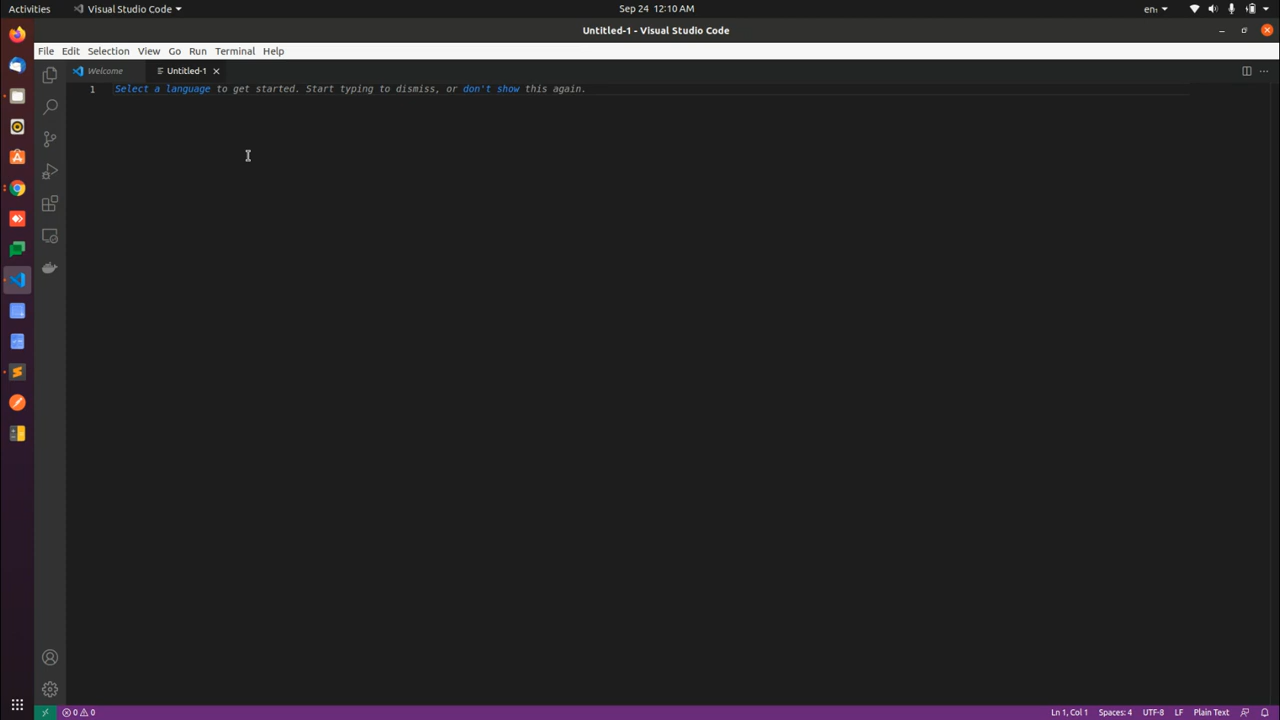 Activities Visual Studio Code Sep 24 12:10 AM en₁
Untitled-1 - Visual Studio Code
File Edit Selection View Go Run Terminal Help
Welcome Untitled-1
1 Select a language to get started. Start typing to dismiss, or don't show this again.
0 0 Ln 1, Col 1 Spaces: 4 UTF-8 LF Plain Text